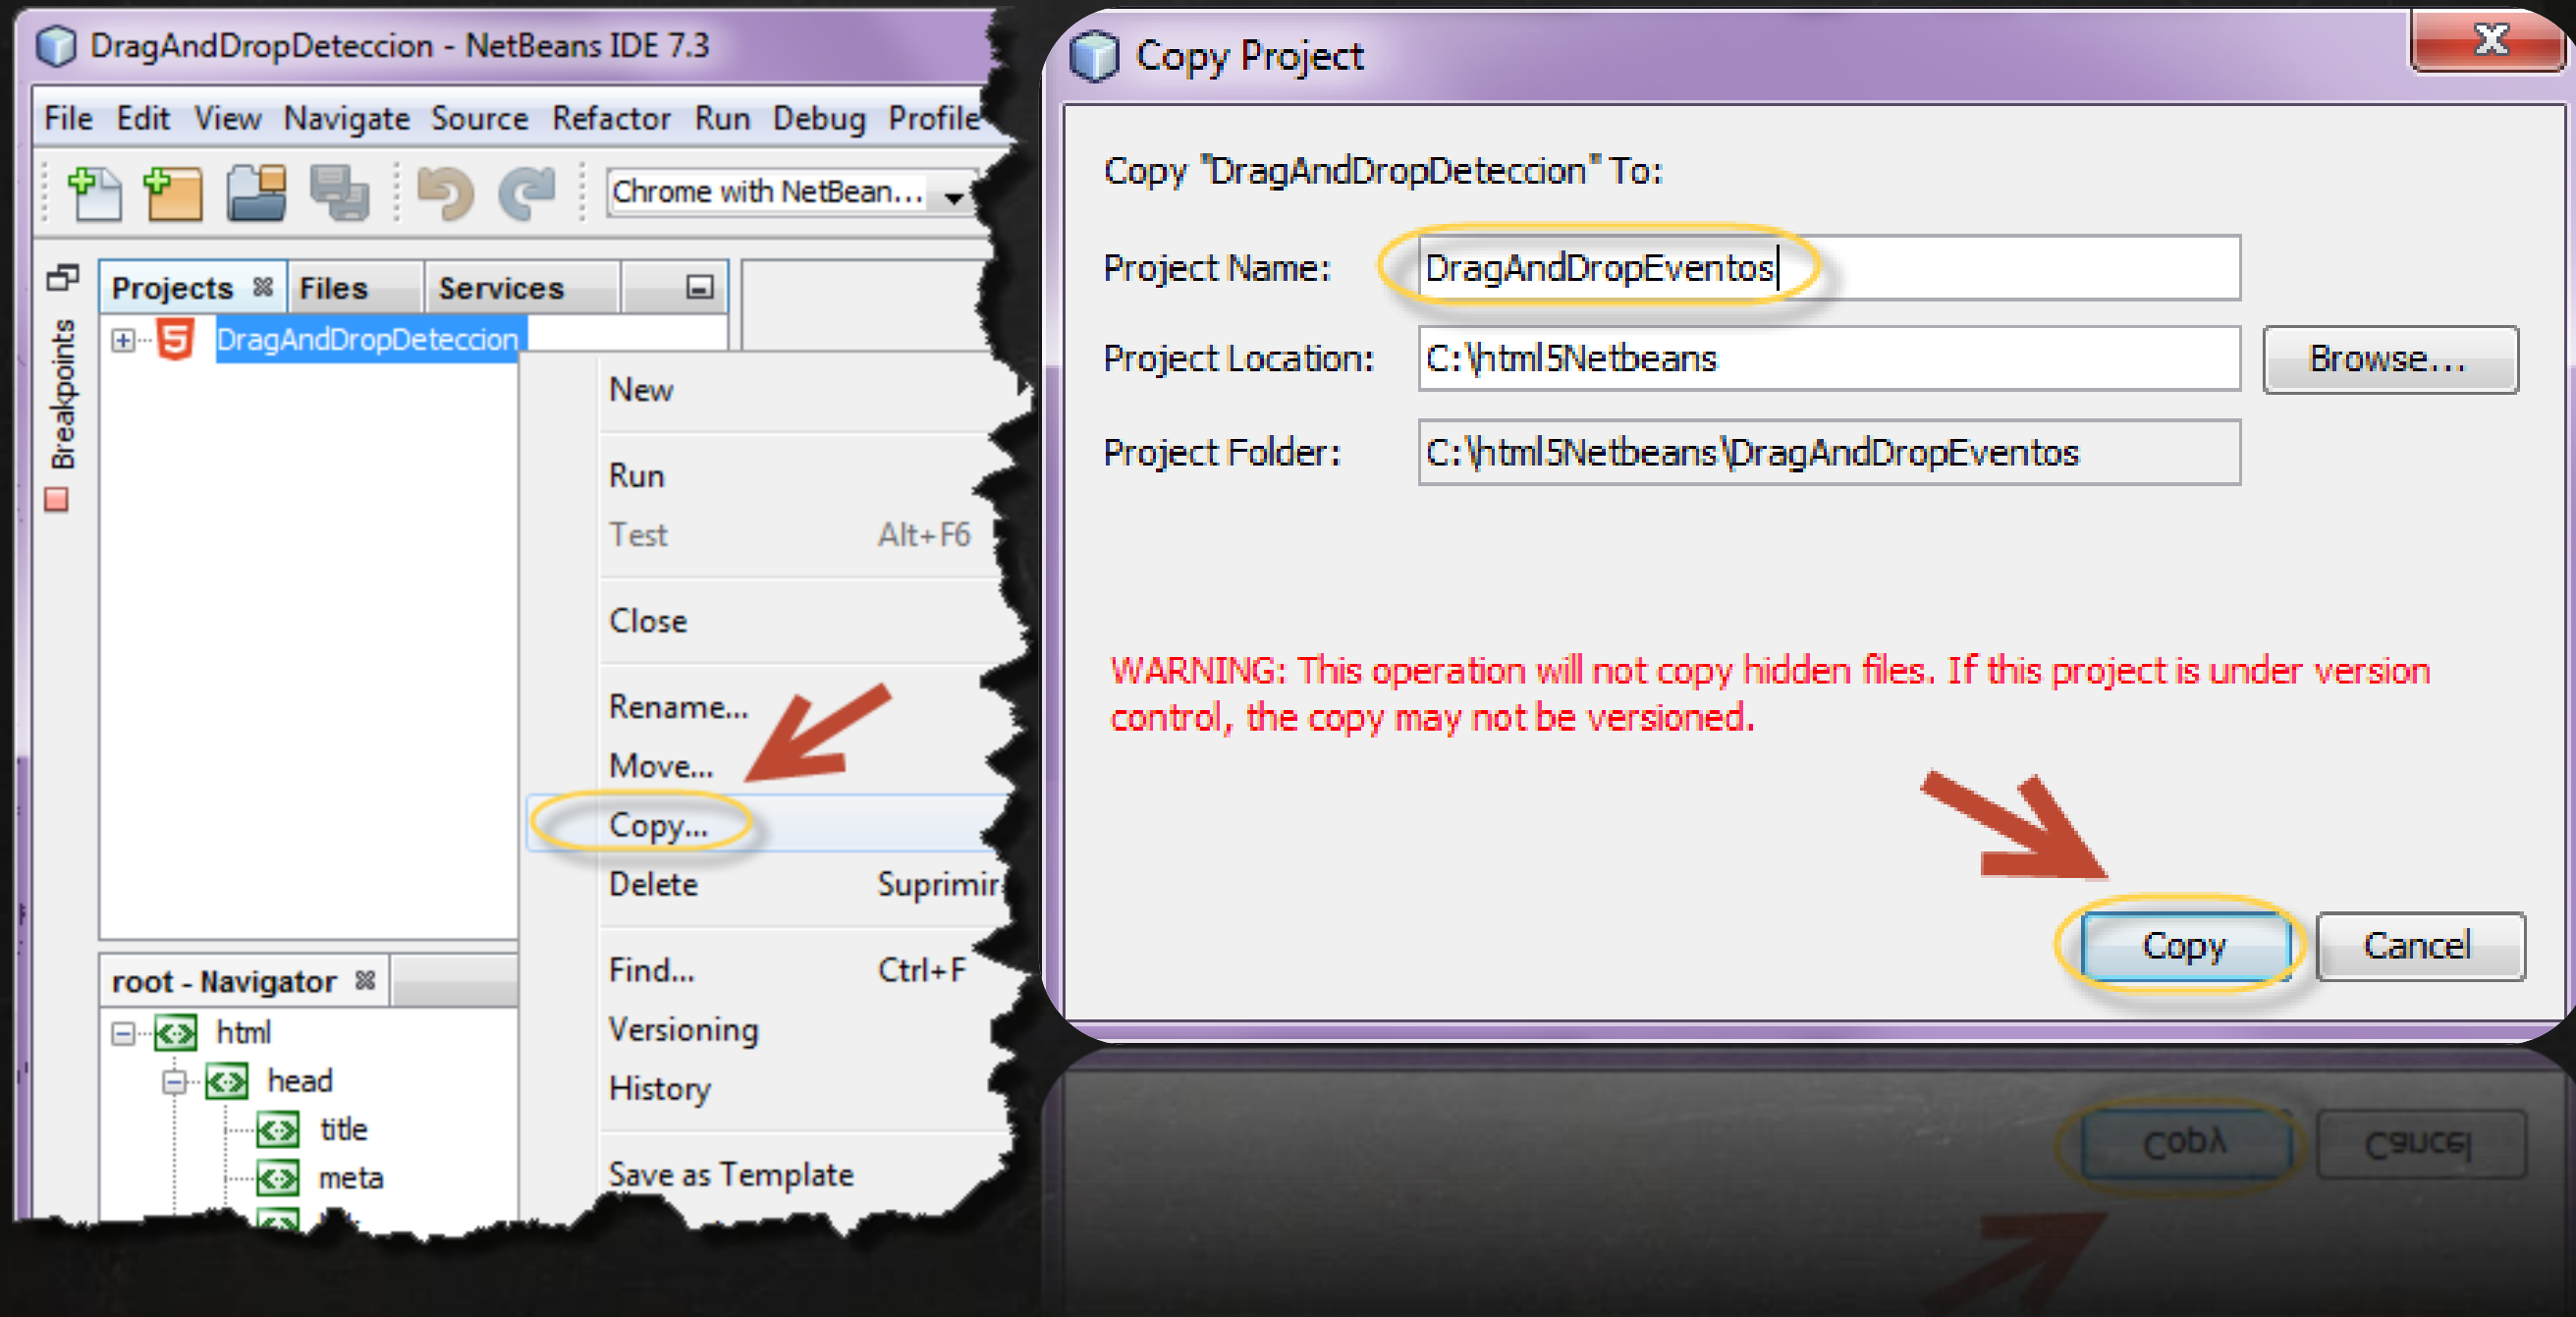 DragAndDropDeteccion - NetBeans IDE 7.3
File Edit View Navigate Source Refactor Run Debug Profile
Chrome with NetBean...
Projects Files Services
Breakpoints
DragAndDropDeteccion
New
Run
Test Alt+F6
Close
Rename...
Move...
Copy...
Delete Suprimir
Find... Ctrl+F
Versioning
History
Save as Template
root - Navigator
html
head
title
meta
Copy Project
Copy "DragAndDropDeteccion" To:
Project Name: DragAndDropEventos
Project Location: C:\html5Netbeans Browse...
Project Folder: C:\html5Netbeans\DragAndDropEventos
WARNING: This operation will not copy hidden files. If this project is under version
control, the copy may not be versioned.
Copy Cancel
Copy Cancel